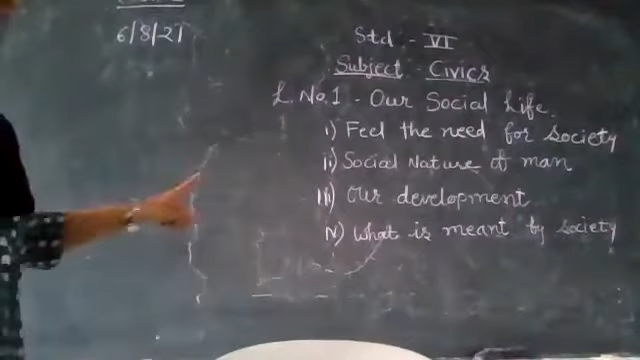 6/8/21
Std :- VI
Subject : Civics
L. No.1 - Our Social Life.
i) Feel the need for society
ii) Social Nature of man
iii) Our development
iv) What is meant by society